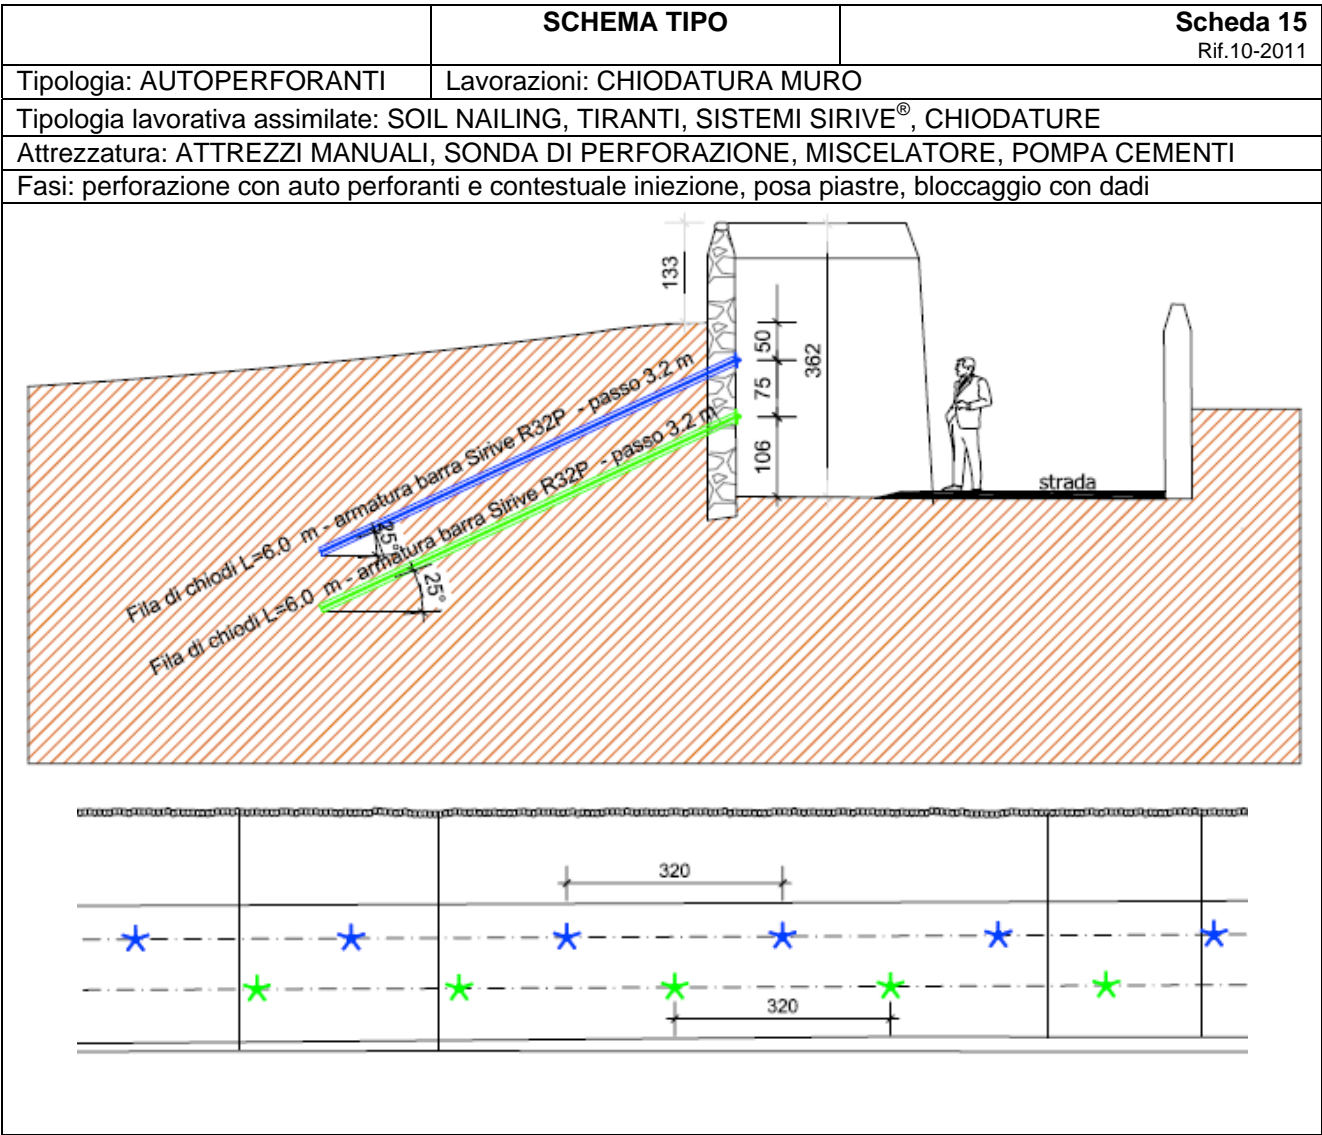 SCHEMA TIPO
Scheda 15
Rif.10-2011
Tipologia: AUTOPERFORANTI
Lavorazioni: CHIODATURA MURO
Tipologia lavorativa assimilate: SOIL NAILING, TIRANTI, SISTEMI SIRIVE®, CHIODATURE
Attrezzatura: ATTREZZI MANUALI, SONDA DI PERFORAZIONE, MISCELATORE, POMPA CEMENTI
Fasi: perforazione con auto perforanti e contestuale iniezione, posa piastre, bloccaggio con dadi
133
50
362
75
106
strada
Fila di chiodi L=6.0 m - armatura barra Sirive R32P - passo 3.2 m
25°
Fila di chiodi L=6.0 m - armatura barra Sirive R32P - passo 3.2 m
25°
320
320